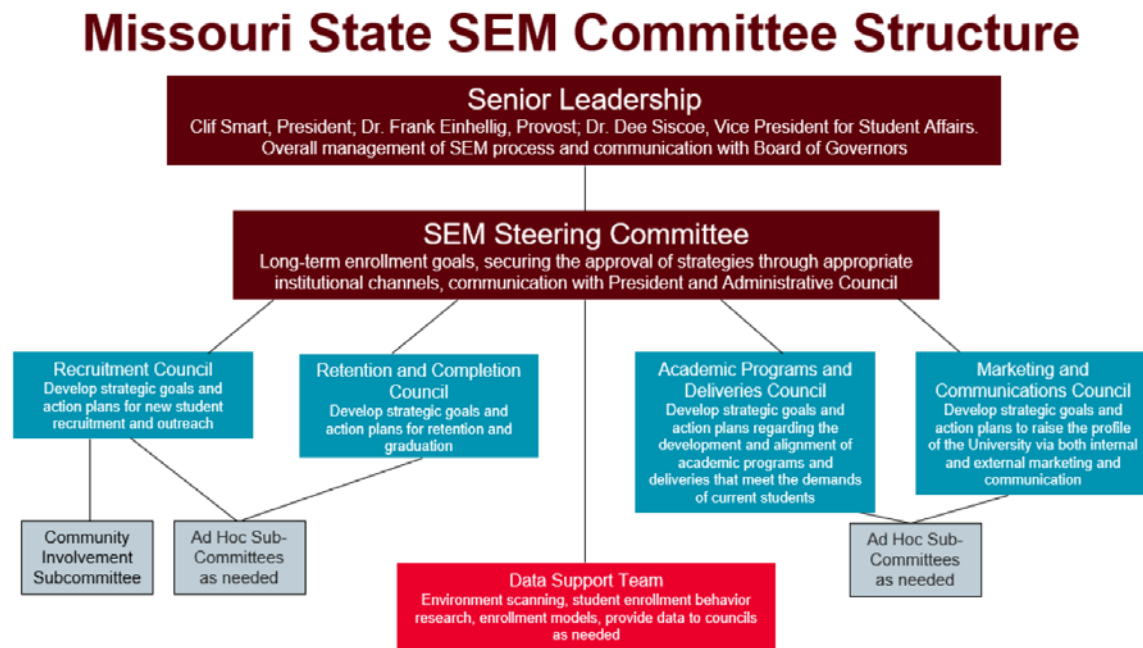 Missouri State SEM Committee Structure
Senior Leadership
Clif Smart, President; Dr. Frank Einhellig, Provost; Dr. Dee Siscoe, Vice President for Student Affairs.
Overall management of SEM process and communication with Board of Governors
SEM Steering Committee
Long-term enrollment goals, securing the approval of strategies through appropriate
institutional channels, communication with President and Administrative Council
Recruitment Council
Develop strategic goals and
action plans for new student
recruitment and outreach
Retention and Completion
Council
Develop strategic goals and
action plans for retention and
graduation
Academic Programs and
Deliveries Council
Develop strategic goals and
action plans regarding the
development and alignment of
academic programs and
deliveries that meet the demands
of current students
Marketing and
Communications Council
Develop strategic goals and
action plans to raise the profile
of the University via both internal
and external marketing and
communication
Community
Involvement
Subcommittee
Ad Hoc Sub-
Committees
as needed
Ad Hoc Sub-
Committees
as needed
Data Support Team
Environment scanning, student enrollment behavior
research, enrollment models, provide data to councils
as needed